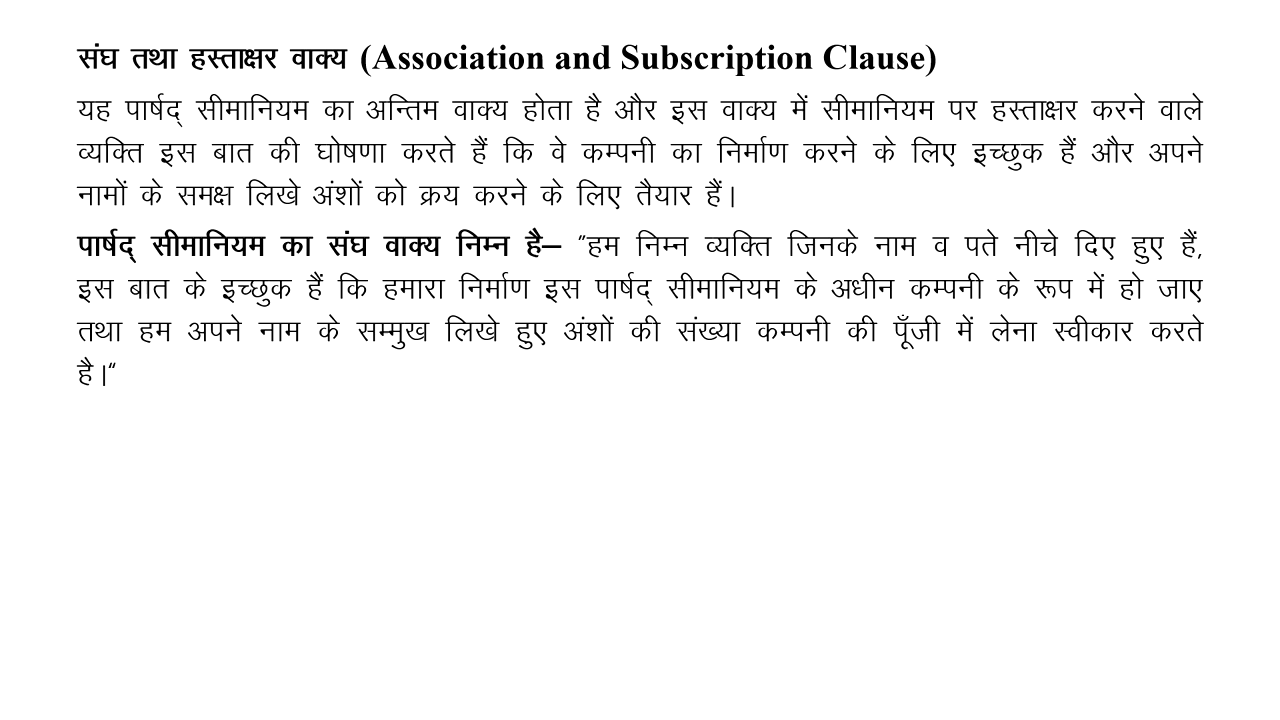 संघ तथा हस्ताक्षर वाक्य (Association and Subscription Clause)
यह पार्षद् सीमानियम का अन्तिम वाक्य होता है और इस वाक्य में सीमानियम पर हस्ताक्षर करने वाले
व्यक्ति इस बात की घोषणा करते हैं कि वे कम्पनी का निर्माण करने के लिए इच्छुक हैं और अपने
नामों के समक्ष लिखे अंशों को क्रय करने के लिए तैयार हैं।
पार्षद् सीमानियम का संघ वाक्य निम्न है– "हम निम्न व्यक्ति जिनके नाम व पते नीचे दिए हुए हैं,
इस बात के इच्छुक हैं कि हमारा निर्माण इस पार्षद् सीमानियम के अधीन कम्पनी के रूप में हो जाए
तथा हम अपने नाम के सम्मुख लिखे हुए अंशों की संख्या कम्पनी की पूँजी में लेना स्वीकार करते
है।"